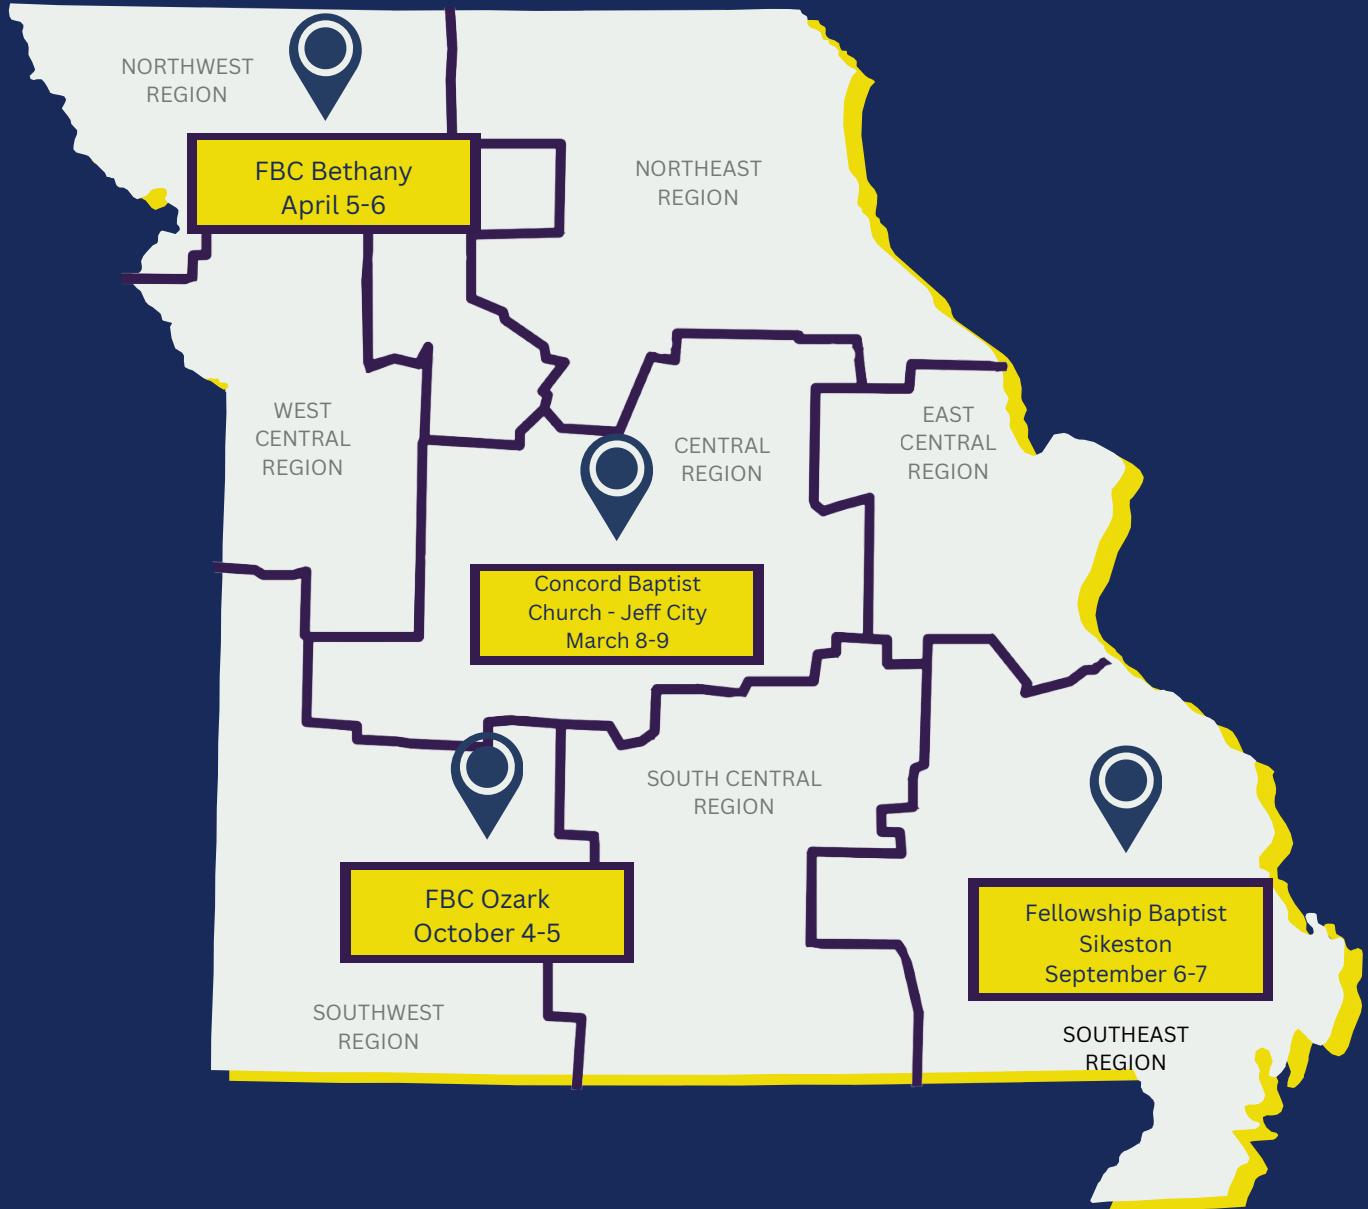 NORTHWEST
REGION
FBC Bethany
April 5-6
NORTHEAST
REGION
WEST
CENTRAL
REGION
CENTRAL
REGION
EAST
CENTRAL
REGION
Concord Baptist
Church - Jeff City
March 8-9
SOUTH CENTRAL
REGION
FBC Ozark
October 4-5
Fellowship Baptist
Sikeston
September 6-7
SOUTHWEST
REGION
SOUTHEAST
REGION